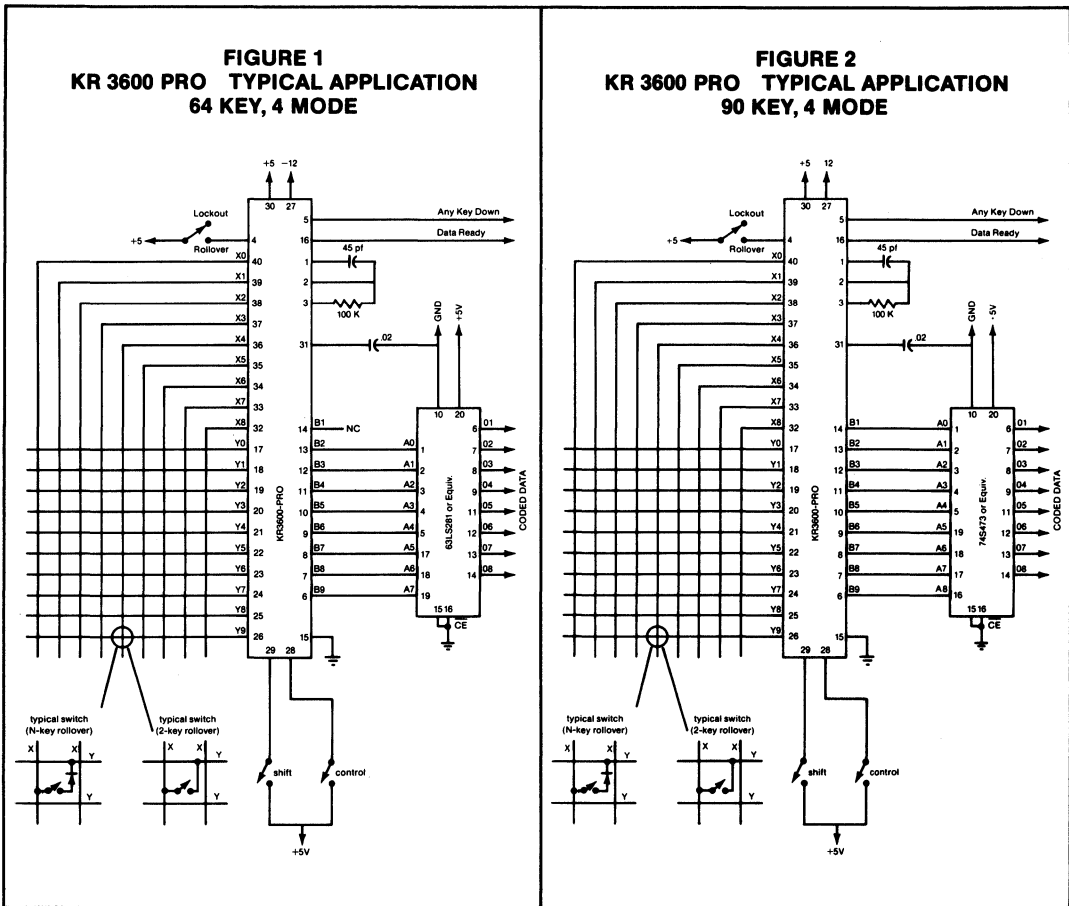 FIGURE 1
KR 3600 PRO TYPICAL APPLICATION
64 KEY, 4 MODE
+5 −12
30 27
Lockout
+5
Rollover
4
5 Any Key Down
16 Data Ready
45 pf
1
2
3
100 K
31
.02
GND
+5V
X0 40
X1 39
X2 38
X3 37
X4 36
X5 35
X6 34
X7 33
X8 32
Y0 17
Y1 18
Y2 19
Y3 20
Y4 21
Y5 22
Y6 23
Y7 24
Y8 25
Y9 26
KR3600-PRO
14 B1 NC
13 B2 A0 1
12 B3 A1 2
11 B4 A2 3
10 B5 A3 4
9 B6 A4 5
8 B7 A5 17
7 B8 A6 18
6 B9 A7 19
10 20
63LS281 or Equiv.
6 01
7 02
8 03
9 04
11 05
12 06
13 07
14 08
CODED DATA
15 16
CE
15
29 28
typical switch
(N-key rollover)
X X
Y
Y
typical switch
(2-key rollover)
X X
Y
Y
shift
control
+5V
FIGURE 2
KR 3600 PRO TYPICAL APPLICATION
90 KEY, 4 MODE
+5 12
30 27
Lockout
+5
Rollover
4
5 Any Key Down
16 Data Ready
45 pf
1
2
3
100 K
31
.02
GND
-5V
X0 40
X1 39
X2 38
X3 37
X4 36
X5 35
X6 34
X7 33
X8 32
Y0 17
Y1 18
Y2 19
Y3 20
Y4 21
Y5 22
Y6 23
Y7 24
Y8 25
Y9 26
KR3600-PRO
14 B1 A0 1
13 B2 A1 2
12 B3 A2 3
11 B4 A3 4
10 B5 A4 5
9 B6 A5 19
8 B7 A6 18
7 B8 A7 17
6 B9 A8 16
10 20
74S473 or Equiv.
6 01
7 02
8 03
9 04
11 05
12 06
13 07
14 08
CODED DATA
15 16
CE
15
29 28
typical switch
(N-key rollover)
X X
Y
Y
typical switch
(2-key rollover)
X X
Y
Y
shift
control
+5V